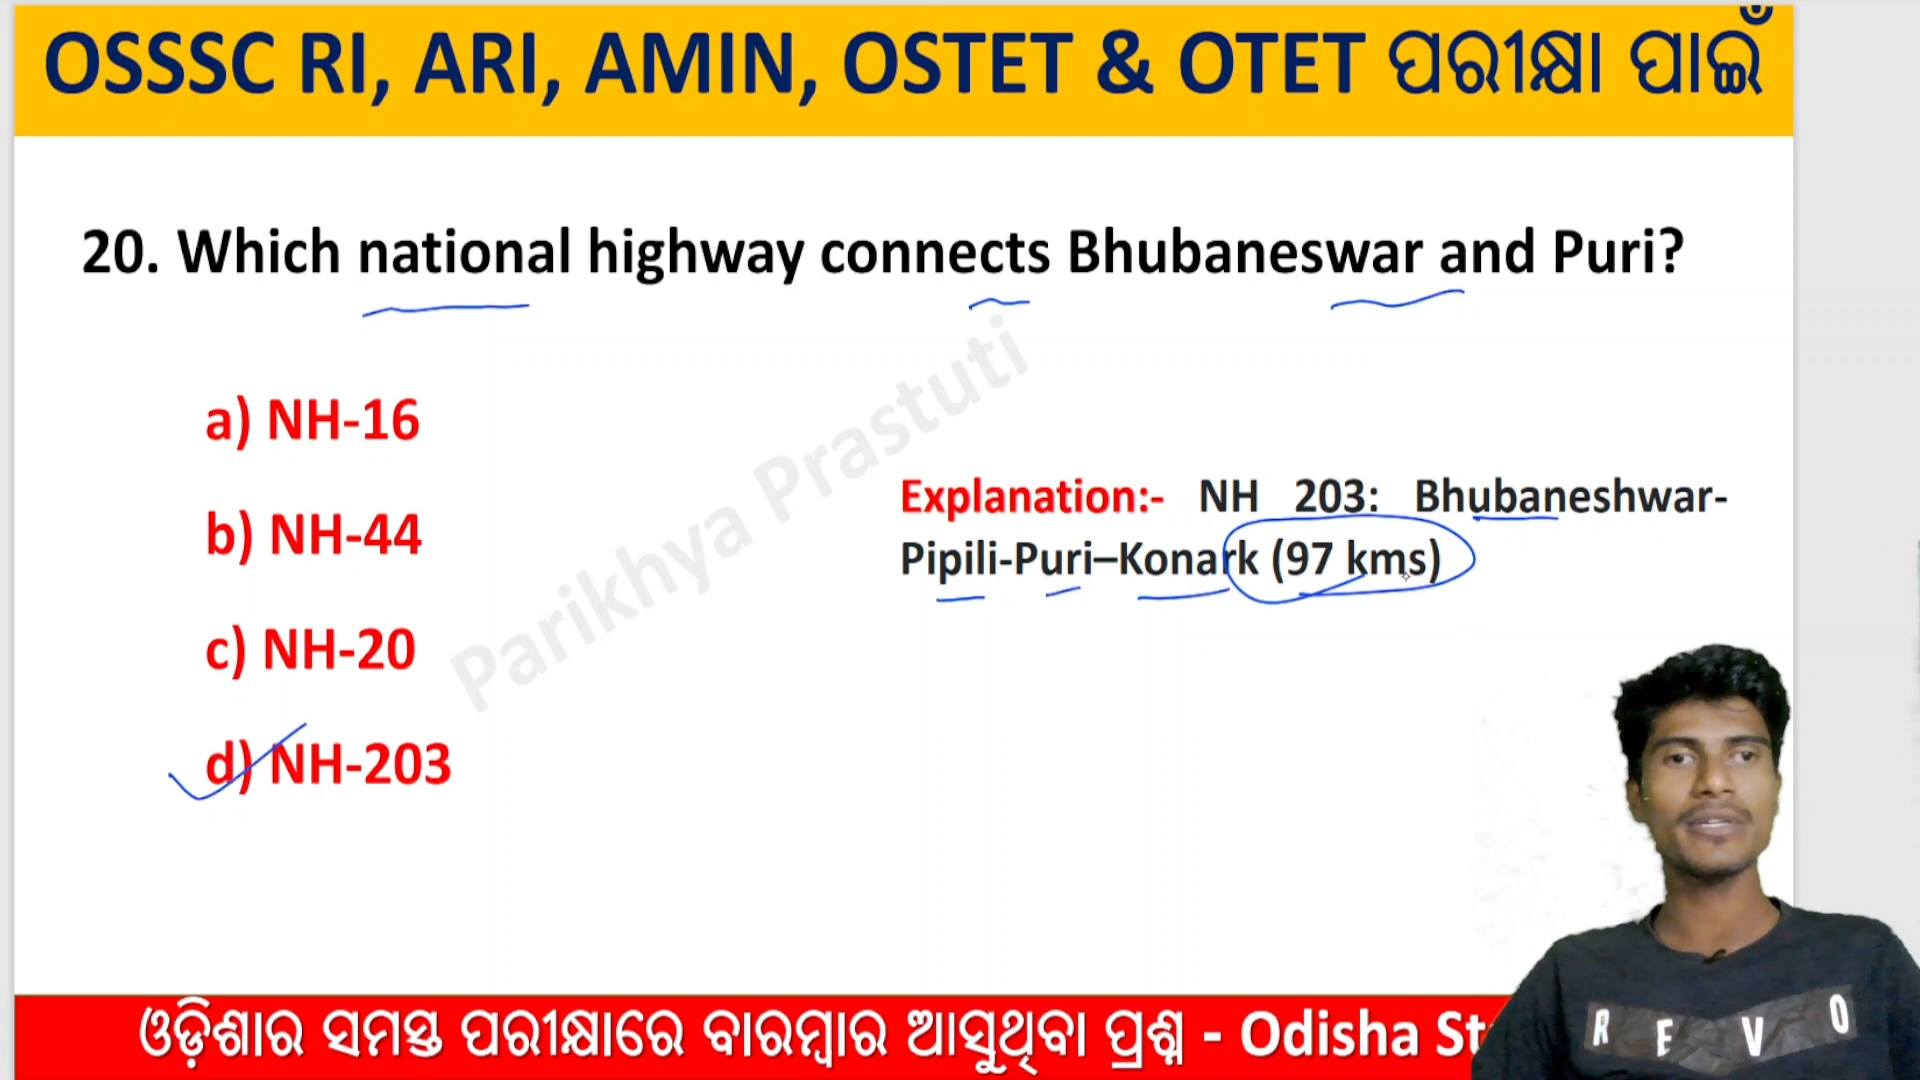 OSSSC RI, ARI, AMIN, OSTET & OTET ପରୀକ୍ଷା ପାଇଁ
20. Which national highway connects Bhubaneswar and Puri?
a) NH-16
b) NH-44
c) NH-20
d) NH-203
Explanation:- NH 203: Bhubaneshwar-
Pipili-Puri–Konark (97 kms)
Parikhya Prastuti
ଓଡ଼ିଶାର ସମସ୍ତ ପରୀକ୍ଷାରେ ବାରମ୍ବାର ଆସୁଥିବା ପ୍ରଶ୍ନ - Odisha
REVO